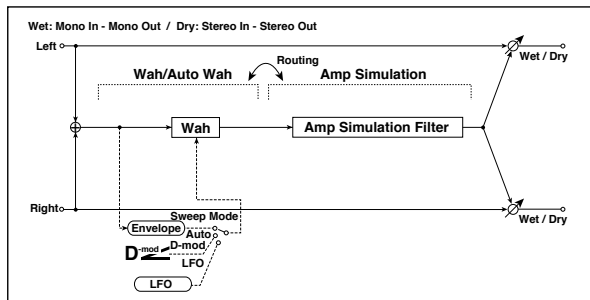 Wet: Mono In - Mono Out / Dry: Stereo In - Stereo Out
Left
Wet / Dry
Routing
Wah/Auto Wah
Amp Simulation
Wah
Amp Simulation Filter
Right
Wet / Dry
Sweep Mode
Envelope
Auto
D-mod
D-mod
LFO
LFO